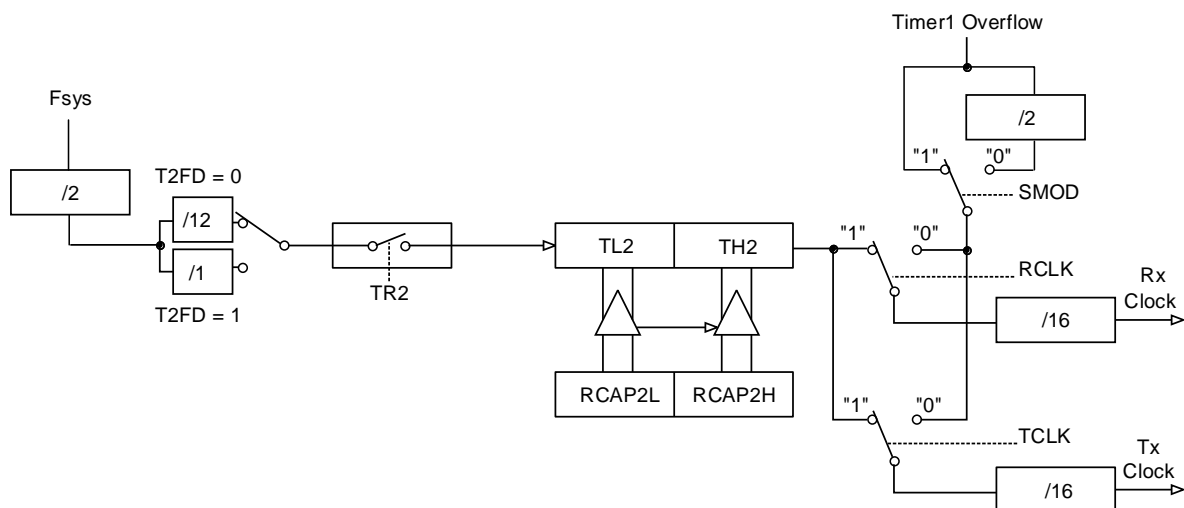 Timer1 Overflow
Fsys
/2
"1"
"0"
/2
T2FD = 0
SMOD
/12
TL2
TH2
"1"
"0"
/1
RCLK
TR2
Rx
Clock
T2FD = 1
/16
RCAP2L
RCAP2H
"1"
"0"
TCLK
Tx
Clock
/16